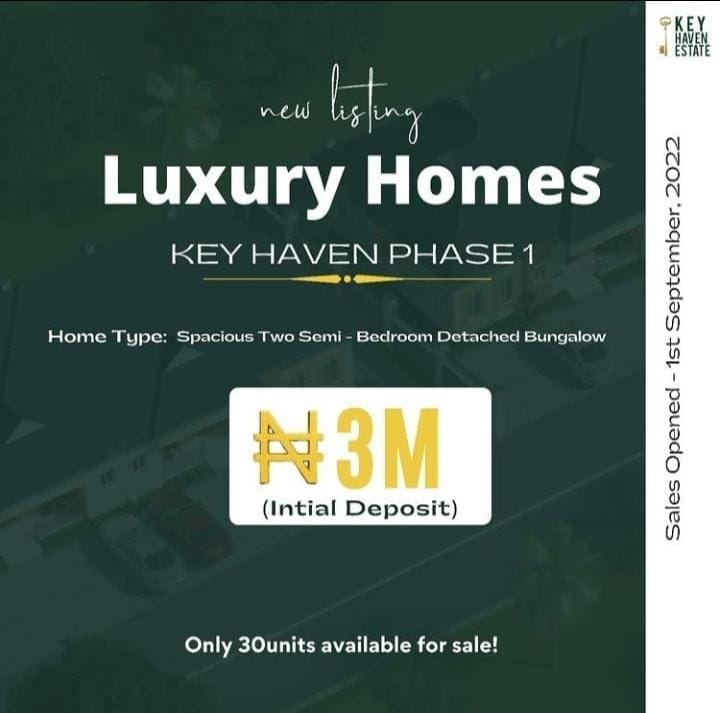 KEY
HAVEN
ESTATE
new listing
Luxury Homes
KEY HAVEN PHASE 1
Home Type: Spacious Two Semi - Bedroom Detached Bungalow
₦3M
(Intial Deposit)
Only 30units available for sale!
Sales Opened - 1st September, 2022